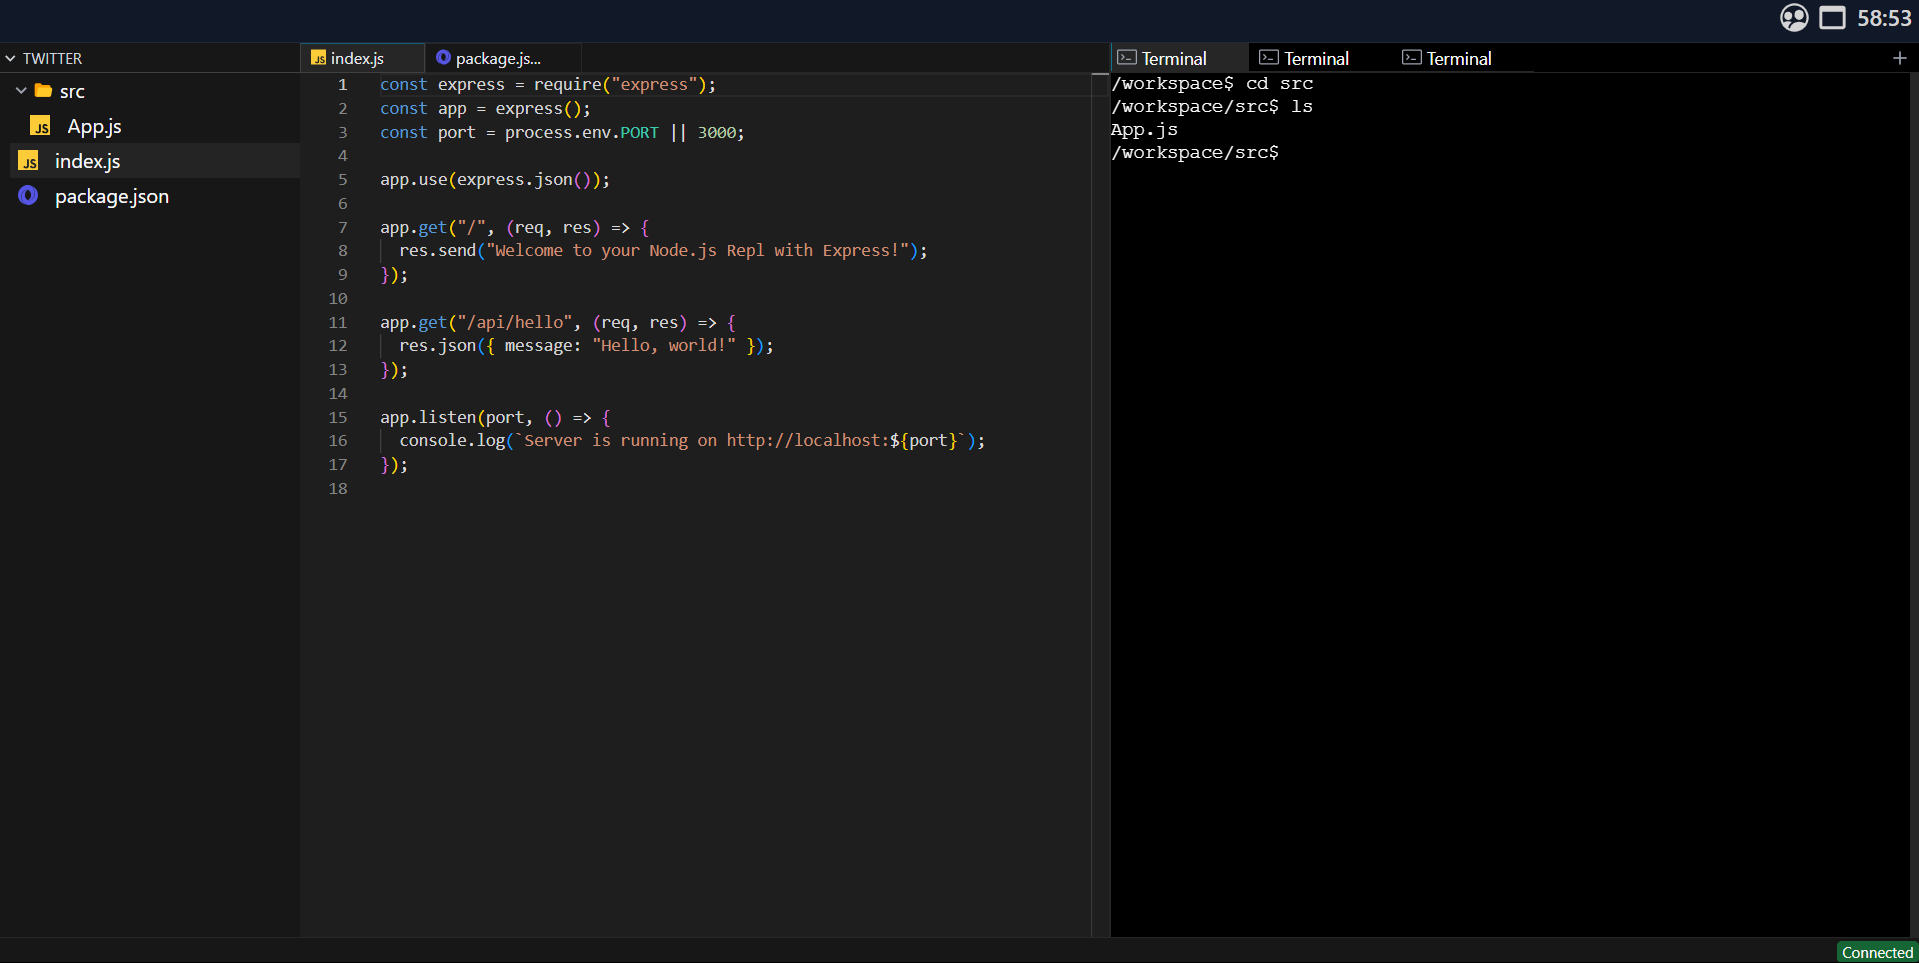 58:53
TWITTER
src
App.js
index.js
package.json
index.js
package.js...
1 const express = require("express");
2 const app = express();
3 const port = process.env.PORT || 3000;
4
5 app.use(express.json());
6
7 app.get("/", (req, res) => {
8 res.send("Welcome to your Node.js Repl with Express!");
9 });
10
11 app.get("/api/hello", (req, res) => {
12 res.json({ message: "Hello, world!" });
13 });
14
15 app.listen(port, () => {
16 console.log(`Server is running on http://localhost:${port}`);
17 });
18
Terminal
Terminal
Terminal
/workspace$ cd src
/workspace/src$ ls
App.js
/workspace/src$
Connected